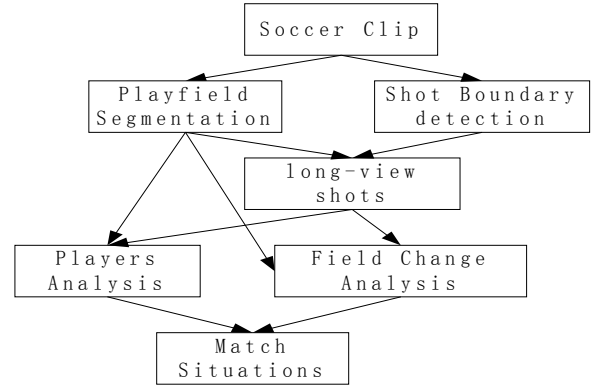 Soccer Clip
Playfield
Segmentation
Shot Boundary
detection
long-view
shots
Players
Analysis
Field Change
Analysis
Match
Situations